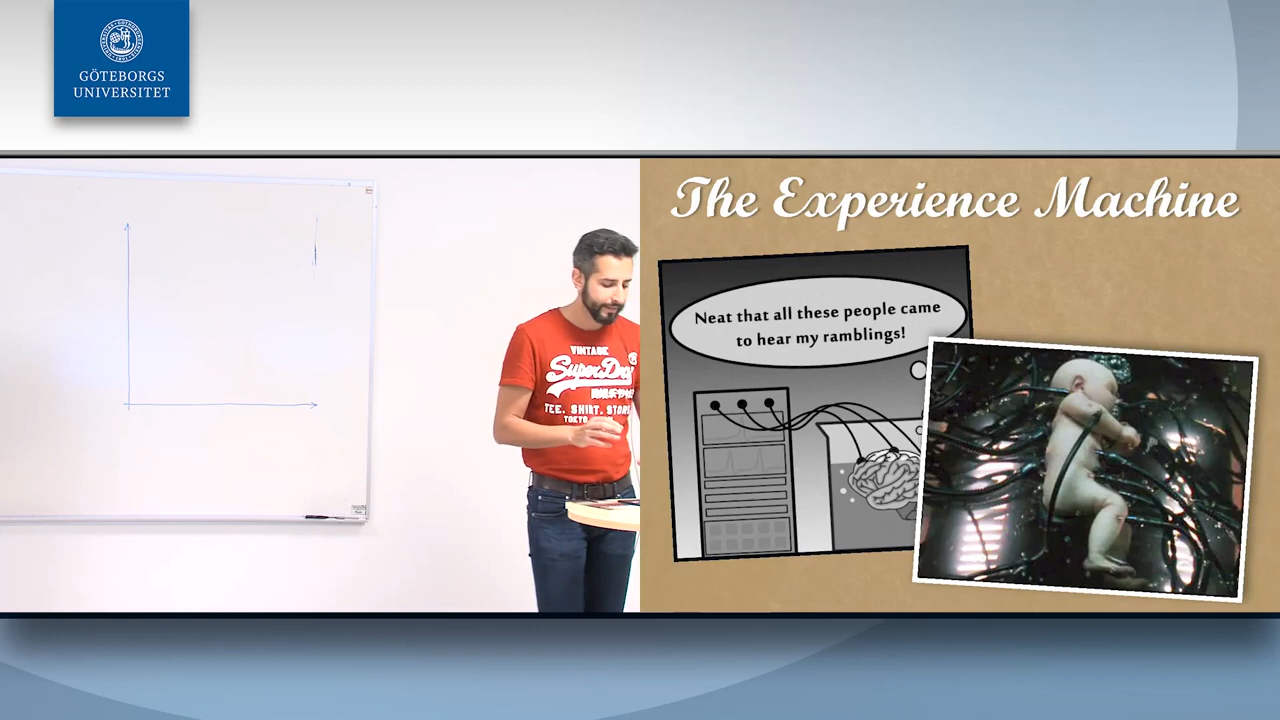 GÖTEBORGS
UNIVERSITET
The Experience Machine
Neat that all these people came
to hear my ramblings!
VINTAGE
TEE. SHIRT. STORE